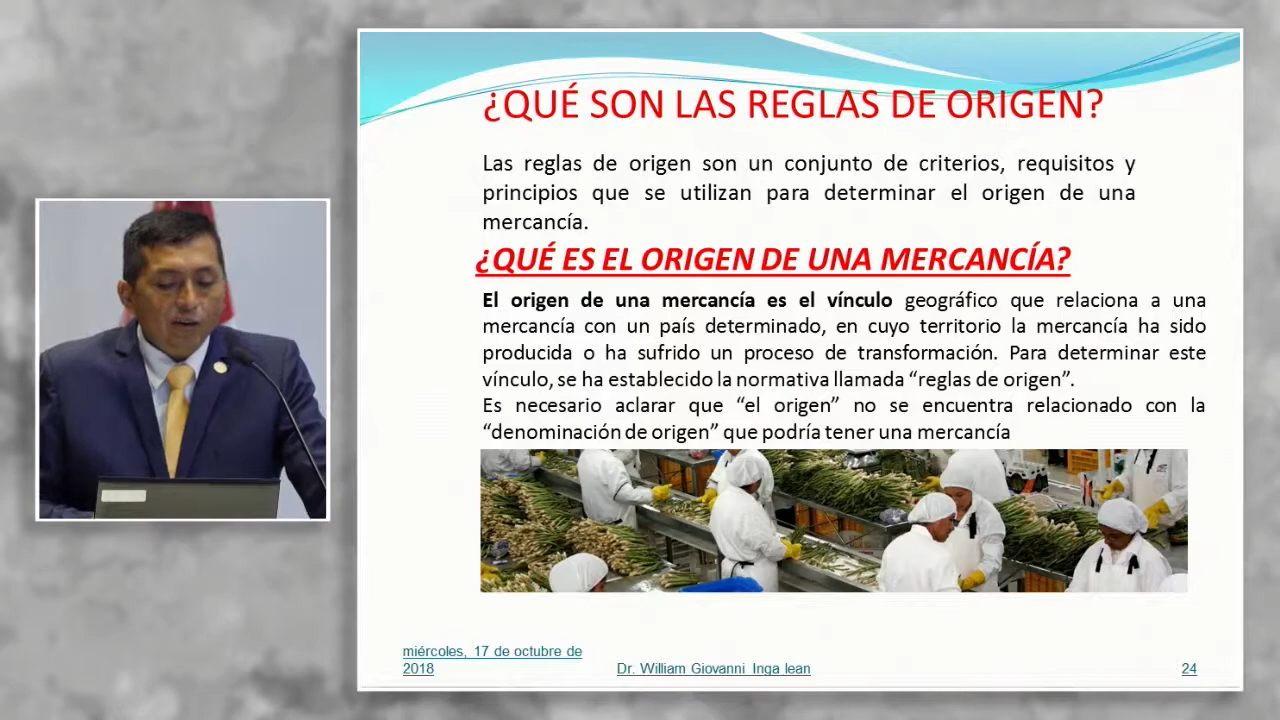 ¿QUÉ SON LAS REGLAS DE ORIGEN?
Las reglas de origen son un conjunto de criterios, requisitos y
principios que se utilizan para determinar el origen de una
mercancía.
¿QUÉ ES EL ORIGEN DE UNA MERCANCÍA?
El origen de una mercancía es el vínculo geográfico que relaciona a una
mercancía con un país determinado, en cuyo territorio la mercancía ha sido
producida o ha sufrido un proceso de transformación. Para determinar este
vínculo, se ha establecido la normativa llamada “reglas de origen”.
Es necesario aclarar que “el origen” no se encuentra relacionado con la
“denominación de origen” que podría tener una mercancía
miércoles, 17 de octubre de
2018
Dr. William Giovanni Inga Iean
24